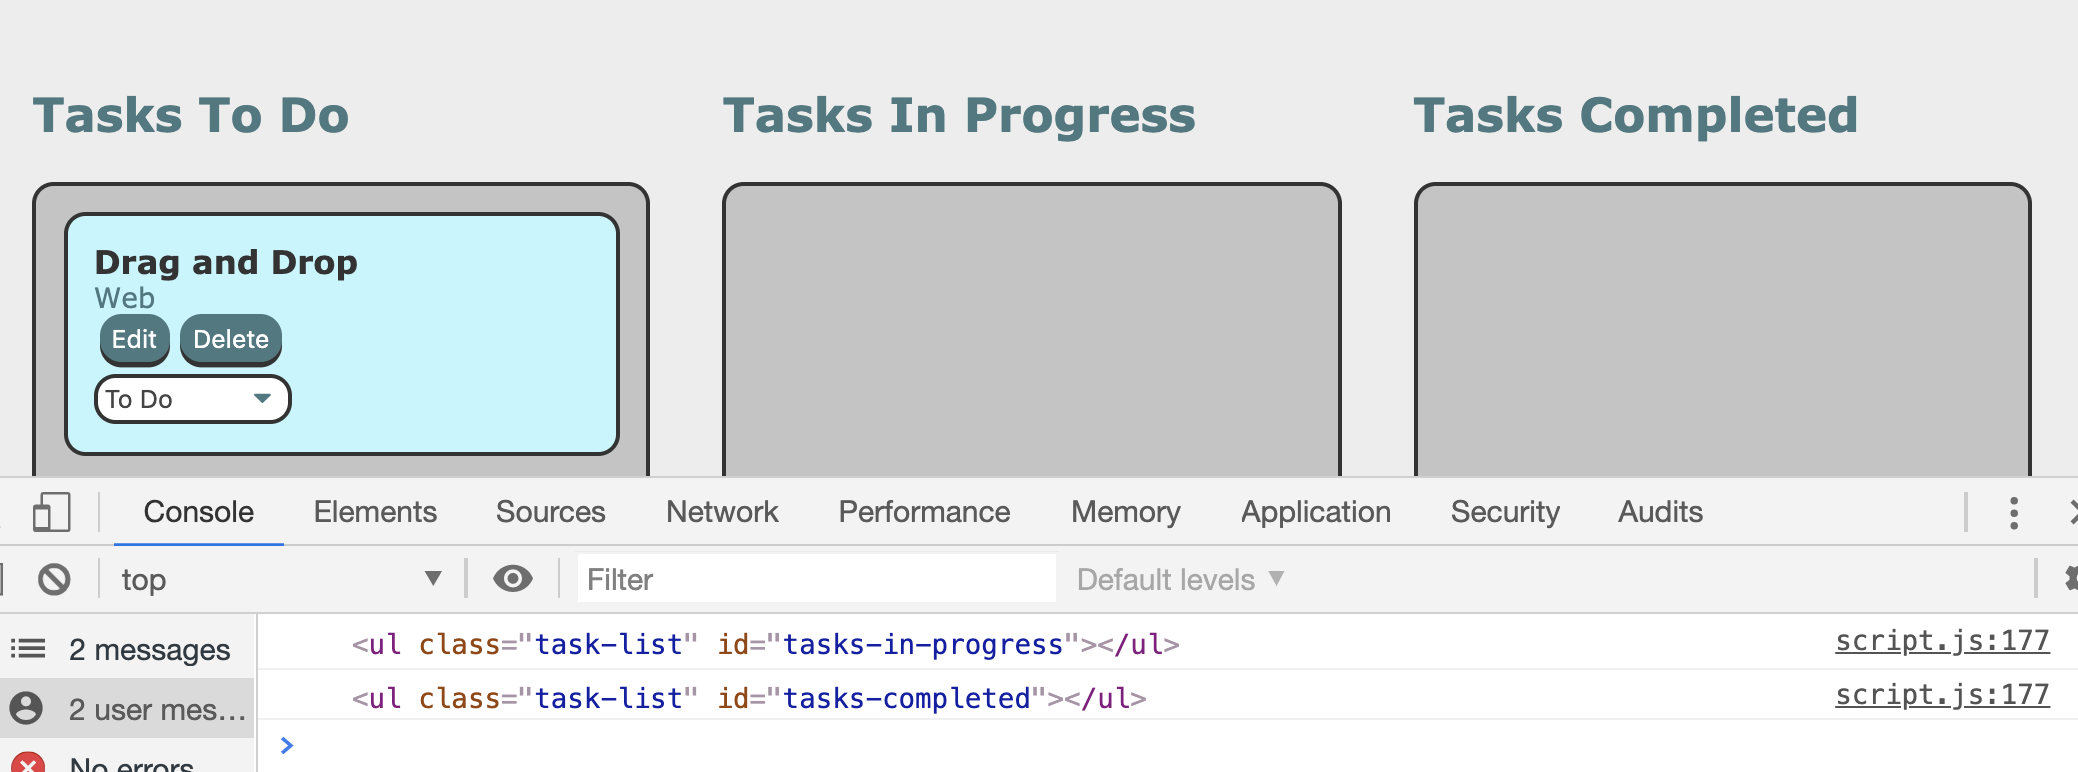 Tasks To Do
Tasks In Progress
Tasks Completed
Drag and Drop
Web
Edit Delete
To Do
Console Elements Sources Network Performance Memory Application Security Audits
top Filter Default levels
2 messages
2 user mes...
No errors
<ul class="task-list" id="tasks-in-progress"></ul> script.js:177
<ul class="task-list" id="tasks-completed"></ul> script.js:177